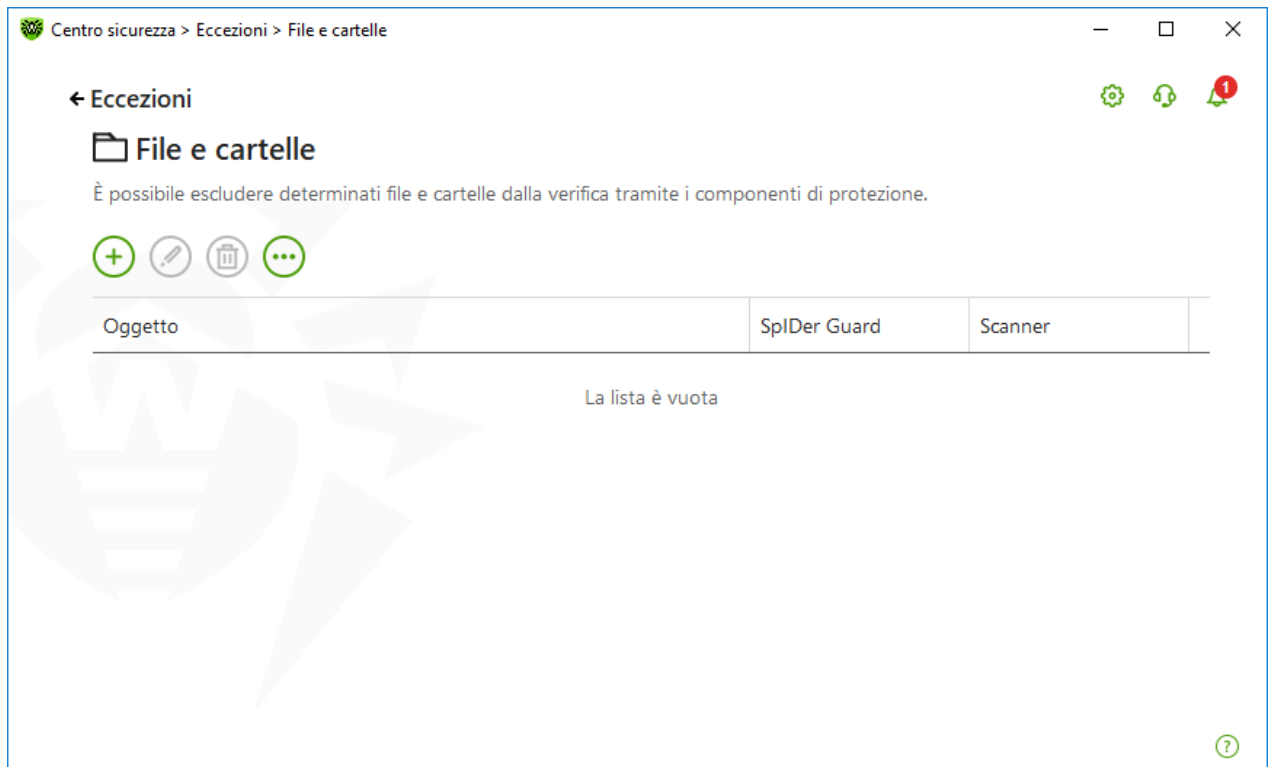 Centro sicurezza > Eccezioni > File e cartelle
Eccezioni
1
File e cartelle
È possibile escludere determinati file e cartelle dalla verifica tramite i componenti di protezione.
Oggetto SpIDer Guard Scanner
La lista è vuota
?